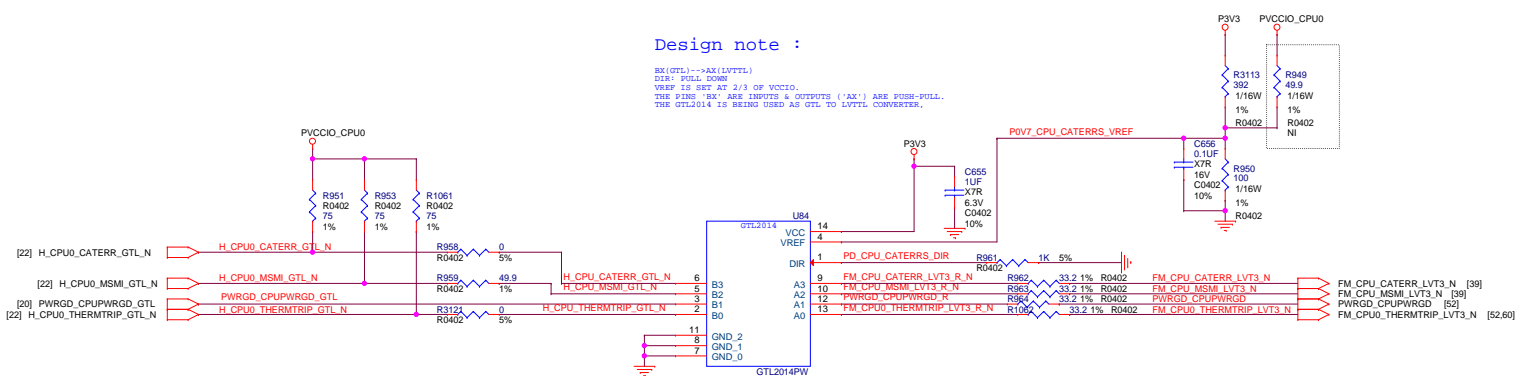 Design note :
BX(GTL)-->AX(LVTTL)
DIR: PULL DOWN
VREF IS SET AT 2/3 OF VCCIO.
THE PINS 'BX' ARE INPUTS & OUTPUTS ('AX') ARE PUSH-PULL.
THE GTL2014 IS BEING USED AS GTL TO LVTTL CONVERTER,
P3V3
PVCCIO_CPU0
R3113
392
1/16W
1%
R0402
R949
49.9
1/16W
1%
R0402
NI
P0V7_CPU_CATERRS_VREF
C656
0.1UF
X7R
16V
C0402
10%
R950
100
1/16W
1%
R0402
PVCCIO_CPU0
R951
R0402
75
1%
R953
R0402
75
1%
R1061
R0402
75
1%
P3V3
C655
1UF
X7R
6.3V
C0402
10%
U84
GTL2014
VCC
14
VREF
4
DIR
1
PD_CPU_CATERRS_DIR
R961
R0402
1K 5%
[22] H_CPU0_CATERR_GTL_N
H_CPU0_CATERR_GTL_N
R958
R0402
0
5%
[22] H_CPU0_MSMI_GTL_N
H_CPU0_MSMI_GTL_N
R959
R0402
49.9
1%
[20] PWRGD_CPUPWRGD_GTL
PWRGD_CPUPWRGD_GTL
[22] H_CPU0_THERMTRIP_GTL_N
H_CPU0_THERMTRIP_GTL_N
R3121
R0402
0
5%
H_CPU_CATERR_GTL_N
H_CPU_MSMI_GTL_N
H_CPU_THERMTRIP_GTL_N
6 B3
5 B2
3 B1
2 B0
11 GND_2
8 GND_1
7 GND_0
A3 9 FM_CPU_CATERR_LVT3_R_N R962 33.2 1% R0402 FM_CPU_CATERR_LVT3_N
A2 10 FM_CPU_MSMI_LVT3_R_N R963 33.2 1% R0402 FM_CPU_MSMI_LVT3_N
A1 12 PWRGD_CPUPWRGD_R R964 33.2 1% R0402 PWRGD_CPUPWRGD
A0 13 FM_CPU0_THERMTRIP_LVT3_R_N R1062 33.2 1% R0402 FM_CPU0_THERMTRIP_LVT3_N
FM_CPU_CATERR_LVT3_N [39]
FM_CPU_MSMI_LVT3_N [39]
PWRGD_CPUPWRGD [52]
FM_CPU0_THERMTRIP_LVT3_N [52,60]
GTL2014PW